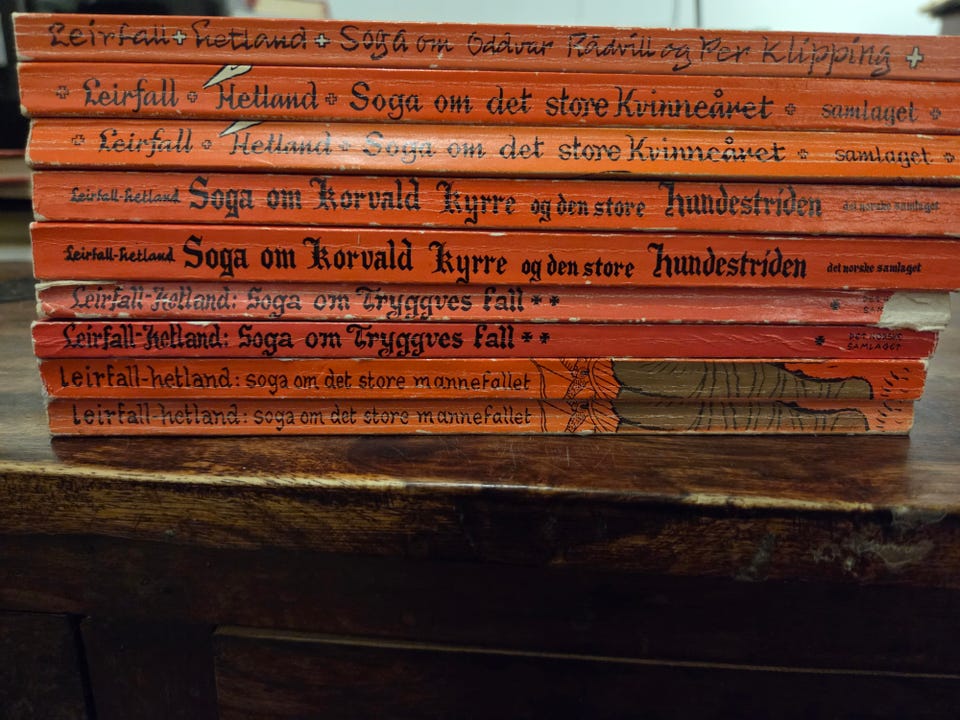 Leirfall + Hetland + Soga om Oddvar Rådvill og Per Klipping +
Leirfall + Hetland + Soga om det store Kvinneåret + samlaget +
Leirfall + Hetland + Soga om det store Kvinneåret + samlaget +
Leirfall-Hetland Soga om Korvald Kyrre og den store Hundestriden det norske samlaget
Leirfall-Hetland Soga om Korvald Kyrre og den store Hundestriden det norske samlaget
Leirfall-Hetland: Soga om Tryggves fall **
Leirfall-Hetland: Soga om Tryggves fall ** * DET NORSKE SAMLAGET
leirfall-hetland: soga om det store mannefallet
leirfall-hetland: soga om det store mannefallet